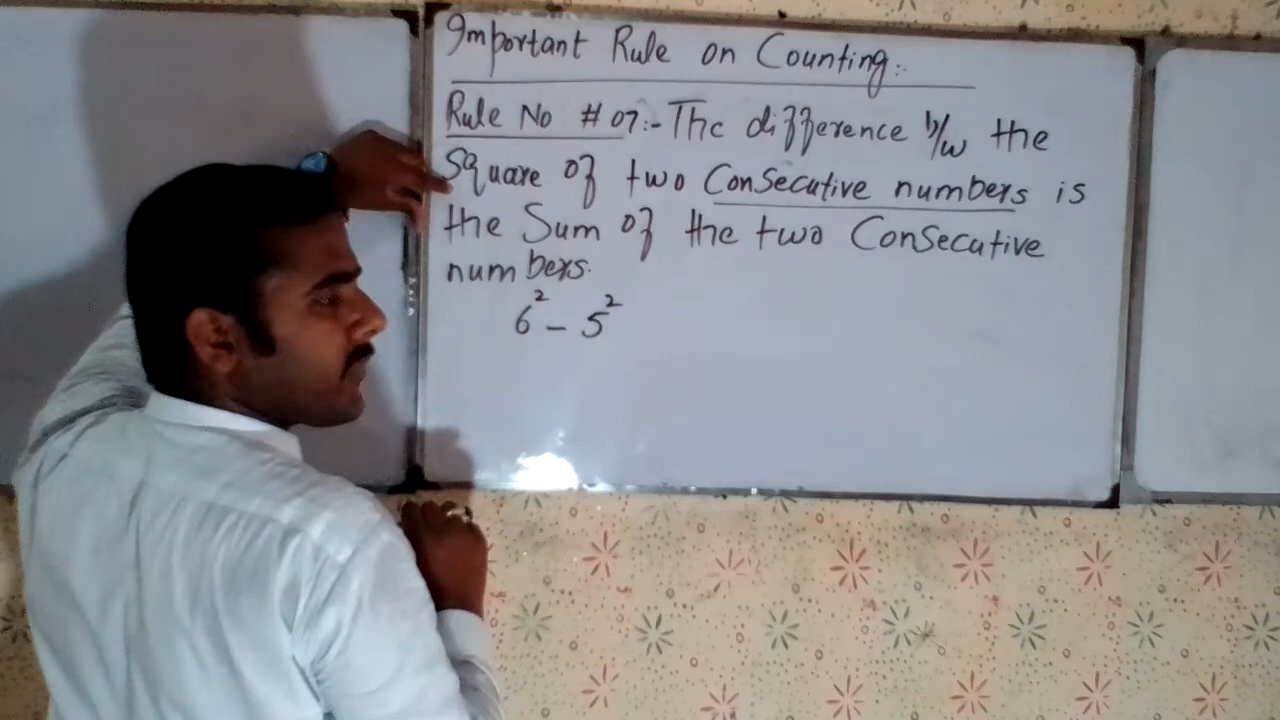 Important Rule on Counting:
Rule No # 07:- The difference b/w the
Square of two Consecutive numbers is
the Sum of the two Consecutive
numbers.
6² - 5²